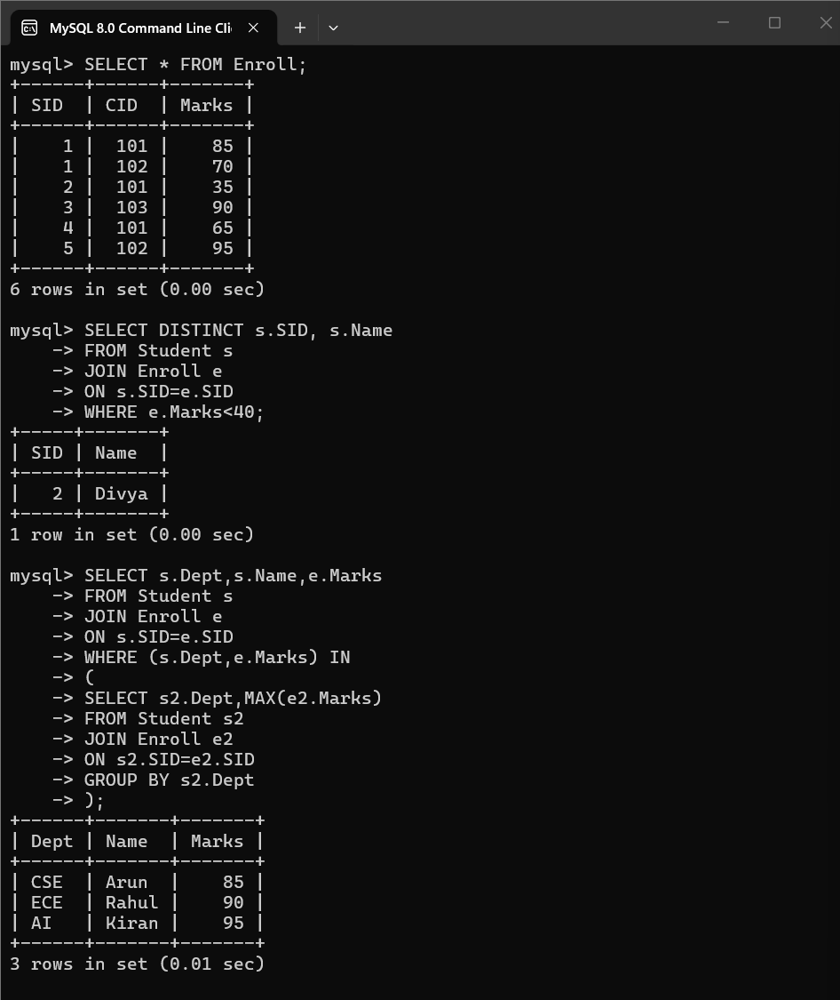 MySQL 8.0 Command Line Cli
mysql> SELECT * FROM Enroll;
+------+------+-------+
| SID  | CID  | Marks |
+------+------+-------+
|    1 |  101 |    85 |
|    1 |  102 |    70 |
|    2 |  101 |    35 |
|    3 |  103 |    90 |
|    4 |  101 |    65 |
|    5 |  102 |    95 |
+------+------+-------+
6 rows in set (0.00 sec)

mysql> SELECT DISTINCT s.SID, s.Name
    -> FROM Student s
    -> JOIN Enroll e
    -> ON s.SID=e.SID
    -> WHERE e.Marks<40;
+-----+-------+
| SID | Name  |
+-----+-------+
|   2 | Divya |
+-----+-------+
1 row in set (0.00 sec)

mysql> SELECT s.Dept,s.Name,e.Marks
    -> FROM Student s
    -> JOIN Enroll e
    -> ON s.SID=e.SID
    -> WHERE (s.Dept,e.Marks) IN
    -> (
    -> SELECT s2.Dept,MAX(e2.Marks)
    -> FROM Student s2
    -> JOIN Enroll e2
    -> ON s2.SID=e2.SID
    -> GROUP BY s2.Dept
    -> );
+------+-------+-------+
| Dept | Name  | Marks |
+------+-------+-------+
| CSE  | Arun  |    85 |
| ECE  | Rahul |    90 |
| AI   | Kiran |    95 |
+------+-------+-------+
3 rows in set (0.01 sec)